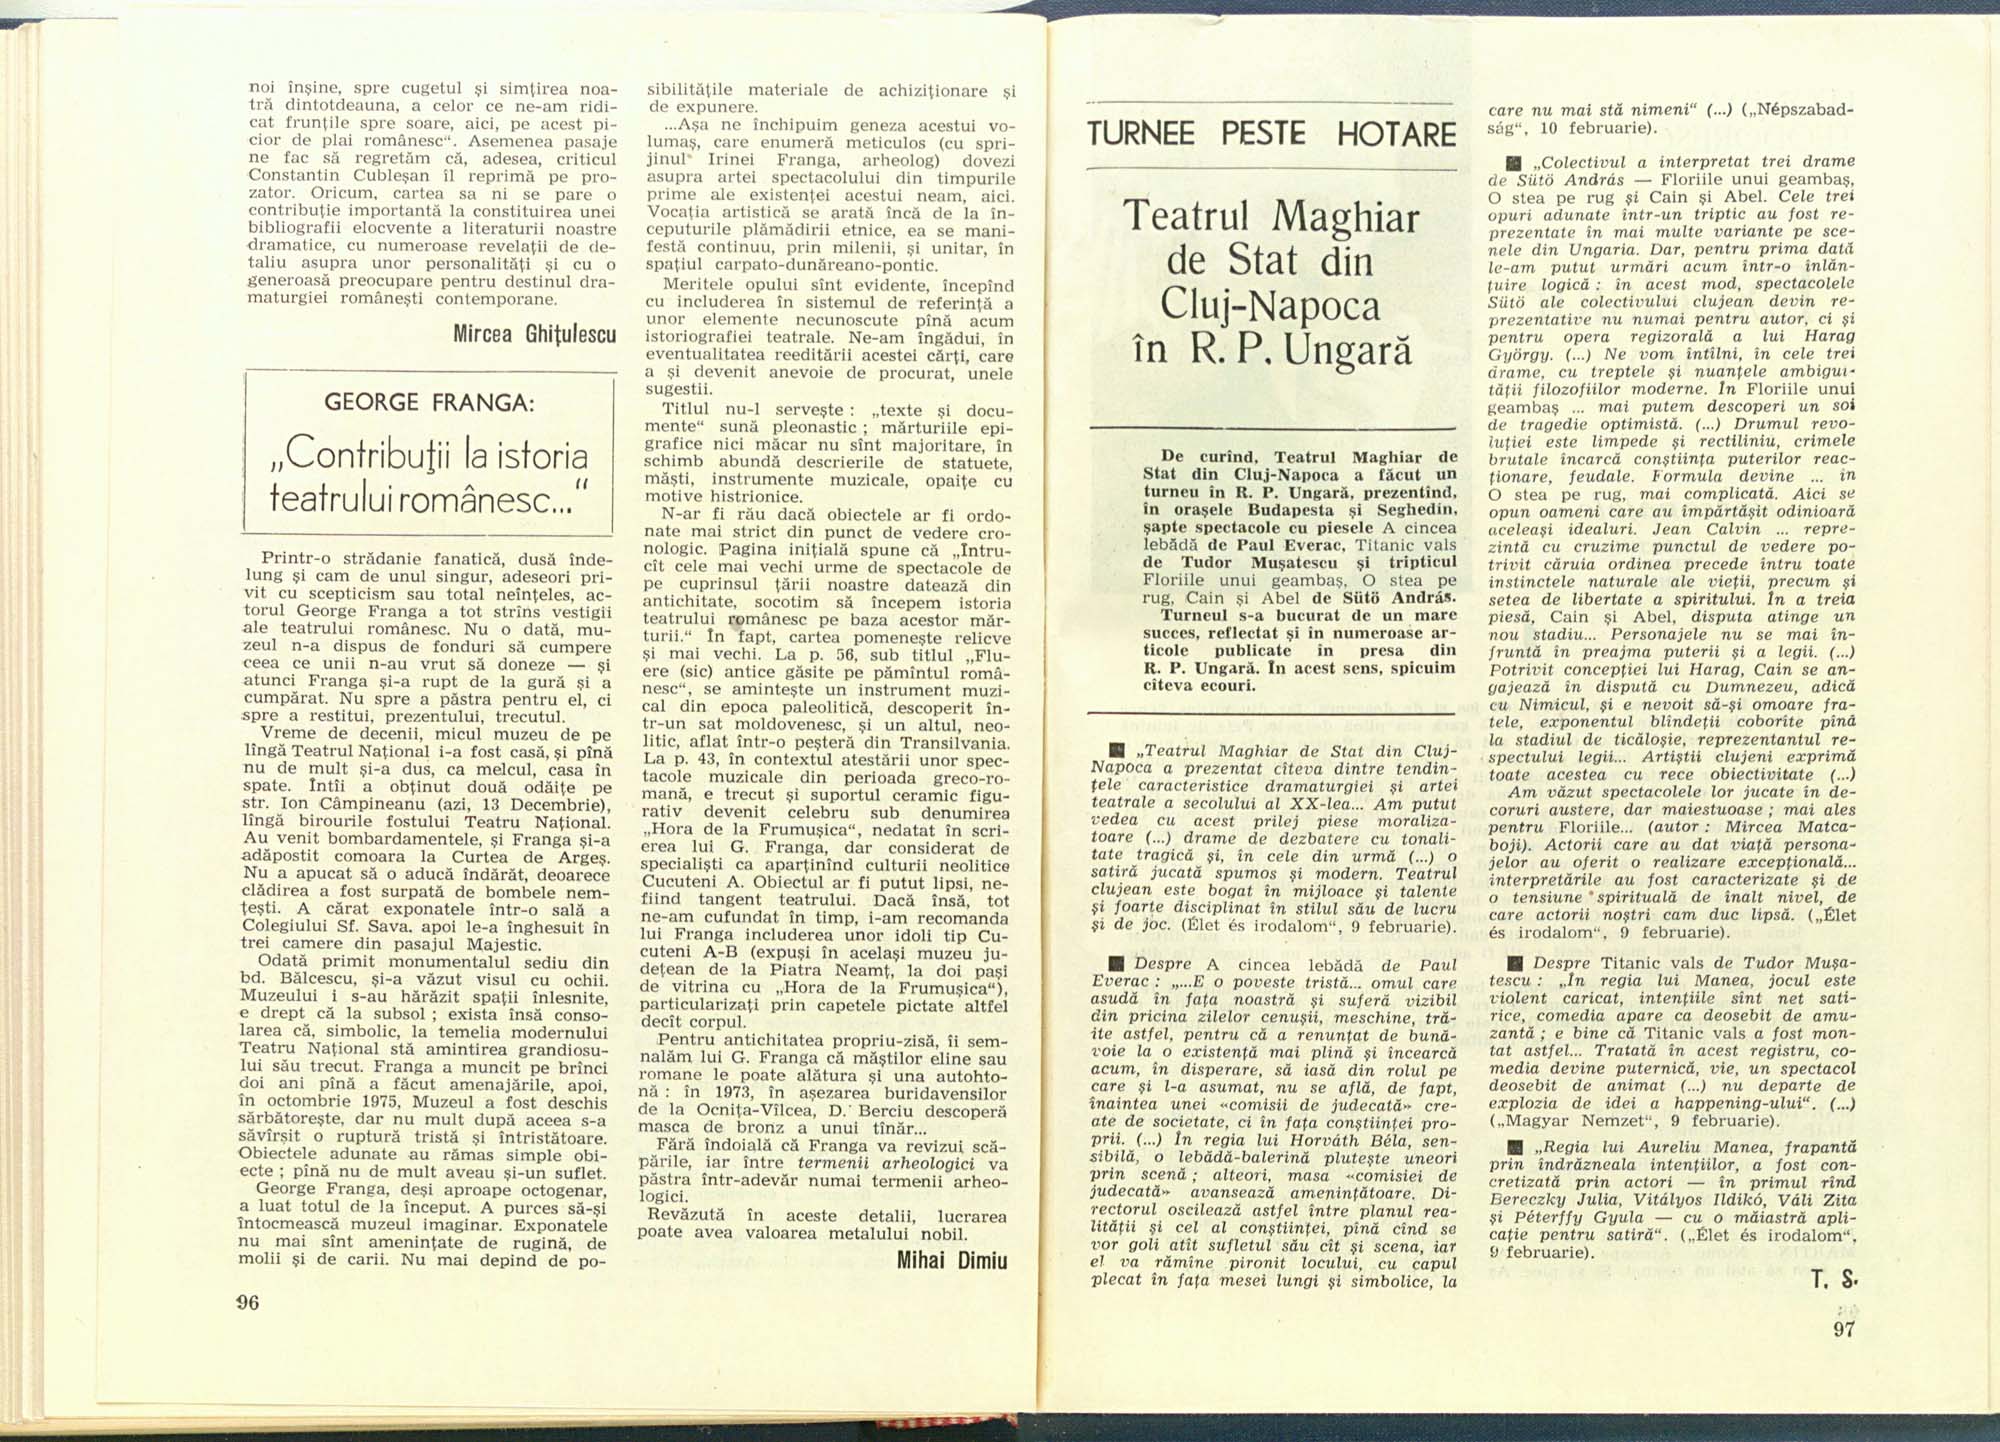 noi înșine, spre cugetul și simțirea noa-
tră dintotdeauna, a celor ce ne-am ridi-
cat frunțile spre soare, aici, pe acest pi-
cior de plai românesc“. Asemenea pasaje
ne fac să regretăm că, adesea, criticul
Constantin Cubleșan îl reprimă pe pro-
zator. Oricum, cartea sa ni se pare o
contribuție importantă la constituirea unei
bibliografii elocvente a literaturii noastre
dramatice, cu numeroase revelații de de-
taliu asupra unor personalități și cu o
generoasă preocupare pentru destinul dra-
maturgiei românești contemporane.
Mircea Ghițulescu
GEORGE FRANGA:
„Contribuții la istoria
teatrului românesc...“
Printr-o strădanie fanatică, dusă înde-
lung și cam de unul singur, adeseori pri-
vit cu scepticism sau total neînțeles, ac-
torul George Franga a tot strîns vestigii
ale teatrului românesc. Nu o dată, mu-
zeul n-a dispus de fonduri să cumpere
ceea ce unii n-au vrut să doneze — și
atunci Franga și-a rupt de la gură și a
cumpărat. Nu spre a păstra pentru el, ci
spre a restitui, prezentului, trecutul.
Vreme de decenii, micul muzeu de pe
lîngă Teatrul Național i-a fost casă, și pînă
nu de mult și-a dus, ca melcul, casa în
spate. Întîi a obținut două odăițe pe
str. Ion Câmpineanu (azi, 13 Decembrie),
lîngă birourile fostului Teatru Național.
Au venit bombardamentele, și Franga și-a
adăpostit comoara la Curtea de Argeș.
Nu a apucat să o aducă îndărăt, deoarece
clădirea a fost surpată de bombele nem-
țești. A cărat exponatele într-o sală a
Colegiului Sf. Sava. apoi le-a înghesuit în
trei camere din pasajul Majestic.
Odată primit monumentalul sediu din
bd. Bălcescu, și-a văzut visul cu ochii.
Muzeului i s-au hărăzit spații înlesnite,
e drept că la subsol ; exista însă conso-
larea că, simbolic, la temelia modernului
Teatru Național stă amintirea grandiosu-
lui său trecut. Franga a muncit pe brînci
doi ani pînă a făcut amenajările, apoi,
în octombrie 1975, Muzeul a fost deschis
sărbătorește, dar nu mult după aceea s-a
săvîrșit o ruptură tristă și întristătoare.
Obiectele adunate au rămas simple obi-
ecte ; pînă nu de mult aveau și-un suflet.
George Franga, deși aproape octogenar,
a luat totul de la început. A purces să-și
întocmească muzeul imaginar. Exponatele
nu mai sînt amenințate de rugină, de
molii și de carii. Nu mai depind de po-
96
sibilitățile materiale de achiziționare și
de expunere.
...Așa ne închipuim geneza acestui vo-
lumaș, care enumeră meticulos (cu spri-
jinul Irinei Franga, arheolog) dovezi
asupra artei spectacolului din timpurile
prime ale existenței acestui neam, aici.
Vocația artistică se arată încă de la în-
ceputurile plămădirii etnice, ea se mani-
festă continuu, prin milenii, și unitar, în
spațiul carpato-dunăreano-pontic.
Meritele opului sînt evidente, începînd
cu includerea în sistemul de referință a
unor elemente necunoscute pînă acum
istoriografiei teatrale. Ne-am îngădui, în
eventualitatea reeditării acestei cărți, care
a și devenit anevoie de procurat, unele
sugestii.
Titlul nu-l servește : „texte și docu-
mente“ sună pleonastic ; mărturiile epi-
grafice nici măcar nu sînt majoritare, în
schimb abundă descrierile de statuete,
măști, instrumente muzicale, opaițe cu
motive histrionice.
N-ar fi rău dacă obiectele ar fi ordo-
nate mai strict din punct de vedere cro-
nologic. Pagina inițială spune că „Întru-
cît cele mai vechi urme de spectacole de
pe cuprinsul țării noastre datează din
antichitate, socotim să începem istoria
teatrului românesc pe baza acestor măr-
turii.“ În fapt, cartea pomenește relicve
și mai vechi. La p. 56, sub titlul „Flu-
ere (sic) antice găsite pe pămîntul româ-
nesc“, se amintește un instrument muzi-
cal din epoca paleolitică, descoperit în-
tr-un sat moldovenesc, și un altul, neo-
litic, aflat într-o peșteră din Transilvania.
La p. 43, în contextul atestării unor spec-
tacole muzicale din perioada greco-ro-
mană, e trecut și suportul ceramic figu-
rativ devenit celebru sub denumirea
„Hora de la Frumușica“, nedatat în scri-
erea lui G. Franga, dar considerat de
specialiști ca aparținînd culturii neolitice
Cucuteni A. Obiectul ar fi putut lipsi, ne-
fiind tangent teatrului. Dacă însă, tot
ne-am cufundat în timp, i-am recomanda
lui Franga includerea unor idoli tip Cu-
cuteni A-B (expuși în același muzeu ju-
dețean de la Piatra Neamț, la doi pași
de vitrina cu „Hora de la Frumușica“),
particularizați prin capetele pictate altfel
decît corpul.
Pentru antichitatea propriu-zisă, îi sem-
nalăm lui G. Franga că măștilor eline sau
romane le poate alătura și una autohto-
nă : în 1973, în așezarea buridavensilor
de la Ocnița-Vîlcea, D. Berciu descoperă
masca de bronz a unui tînăr...
Fără îndoială că Franga va revizui scă-
pările, iar între termenii arheologici va
păstra într-adevăr numai termenii arheo-
logici.
Revăzută în aceste detalii, lucrarea
poate avea valoarea metalului nobil.
Mihai Dimiu
TURNEE PESTE HOTARE
Teatrul Maghiar
de Stat din
Cluj-Napoca
în R. P. Ungară
De curînd, Teatrul Maghiar de
Stat din Cluj-Napoca a făcut un
turneu în R. P. Ungară, prezentînd,
în orașele Budapesta și Seghedin,
șapte spectacole cu piesele A cincea
lebădă de Paul Everac, Titanic vals
de Tudor Mușatescu și tripticul
Floriile unui geambaș, O stea pe
rug, Cain și Abel de Sütö András.
Turneul s-a bucurat de un mare
succes, reflectat și în numeroase ar-
ticole publicate în presa din
R. P. Ungară. În acest sens, spicuim
cîteva ecouri.
■ „Teatrul Maghiar de Stat din Cluj-
Napoca a prezentat cîteva dintre tendin-
țele caracteristice dramaturgiei și artei
teatrale a secolului al XX-lea... Am putut
vedea cu acest prilej piese moraliza-
toare (...) drame de dezbatere cu tonali-
tate tragică și, în cele din urmă (...) o
satiră jucată spumos și modern. Teatrul
clujean este bogat în mijloace și talente
și foarte disciplinat în stilul său de lucru
și de joc. (Élet és irodalom“, 9 februarie).
■ Despre A cincea lebădă de Paul
Everac : „...E o poveste tristă... omul care
asudă în fața noastră și suferă vizibil
din pricina zilelor cenușii, meschine, tră-
ite astfel, pentru că a renunțat de bună-
voie la o existență mai plină și încearcă
acum, în disperare, să iasă din rolul pe
care și l-a asumat, nu se află, de fapt,
înaintea unei «comisii de judecată» cre-
ate de societate, ci în fața conștiinței pro-
prii. (...) În regia lui Horváth Béla, sen-
sibilă, o lebădă-balerină plutește uneori
prin scenă ; alteori, masa «comisiei de
judecată» avansează amenințătoare. Di-
rectorul oscilează astfel între planul rea-
lității și cel al conștiinței, pînă cînd se
vor goli atît sufletul său cît și scena, iar
el va rămîne pironit locului, cu capul
plecat în fața mesei lungi și simbolice, la
care nu mai stă nimeni“ (...) („Népszabad-
ság“, 10 februarie).
■ „Colectivul a interpretat trei drame
de Sütö András — Floriile unui geambaș,
O stea pe rug și Cain și Abel. Cele trei
opuri adunate într-un triptic au fost re-
prezentate în mai multe variante pe sce-
nele din Ungaria. Dar, pentru prima dată
le-am putut urmări acum într-o înlăn-
țuire logică : în acest mod, spectacolele
Sütö ale colectivului clujean devin re-
prezentative nu numai pentru autor, ci și
pentru opera regizorală a lui Harag
György. (...) Ne vom întîlni, în cele trei
drame, cu treptele și nuanțele ambigui-
tății filozofiilor moderne. În Floriile unui
geambaș ... mai putem descoperi un soi
de tragedie optimistă. (...) Drumul revo-
luției este limpede și rectiliniu, crimele
brutale încarcă conștiința puterilor reac-
ționare, feudale. Formula devine ... în
O stea pe rug, mai complicată. Aici se
opun oameni care au împărtășit odinioară
aceleași idealuri. Jean Calvin ... repre-
zintă cu cruzime punctul de vedere po-
trivit căruia ordinea precede întru toate
instinctele naturale ale vieții, precum și
setea de libertate a spiritului. În a treia
piesă, Cain și Abel, disputa atinge un
nou stadiu... Personajele nu se mai în-
fruntă în preajma puterii și a legii. (...)
Potrivit concepției lui Harag, Cain se an-
gajează în dispută cu Dumnezeu, adică
cu Nimicul, și e nevoit să-și omoare fra-
tele, exponentul blîndeții coborîte pînă
la stadiul de ticăloșie, reprezentantul re-
spectului legii... Artiștii clujeni exprimă
toate acestea cu rece obiectivitate (...)
Am văzut spectacolele lor jucate în de-
coruri austere, dar maiestuoase ; mai ales
pentru Floriile... (autor : Mircea Matca-
boji). Actorii care au dat viață persona-
jelor au oferit o realizare excepțională...
interpretările au fost caracterizate și de
o tensiune spirituală de înalt nivel, de
care actorii noștri cam duc lipsă. („Élet
és irodalom“, 9 februarie).
■ Despre Titanic vals de Tudor Mușa-
tescu : „În regia lui Manea, jocul este
violent caricat, intențiile sînt net sati-
rice, comedia apare ca deosebit de amu-
zantă ; e bine că Titanic vals a fost mon-
tat astfel... Tratată în acest registru, co-
media devine puternică, vie, un spectacol
deosebit de animat (...) nu departe de
explozia de idei a happening-ului“. (...)
(„Magyar Nemzet“, 9 februarie).
■ „Regia lui Aureliu Manea, frapantă
prin îndrăzneala intențiilor, a fost con-
cretizată prin actori — în primul rînd
Bereczky Julia, Vitályos Ildikó, Váli Zita
și Péterffy Gyula — cu o măiastră apli-
cație pentru satiră“. („Élet és irodalom“,
9 februarie).
T. S.
97